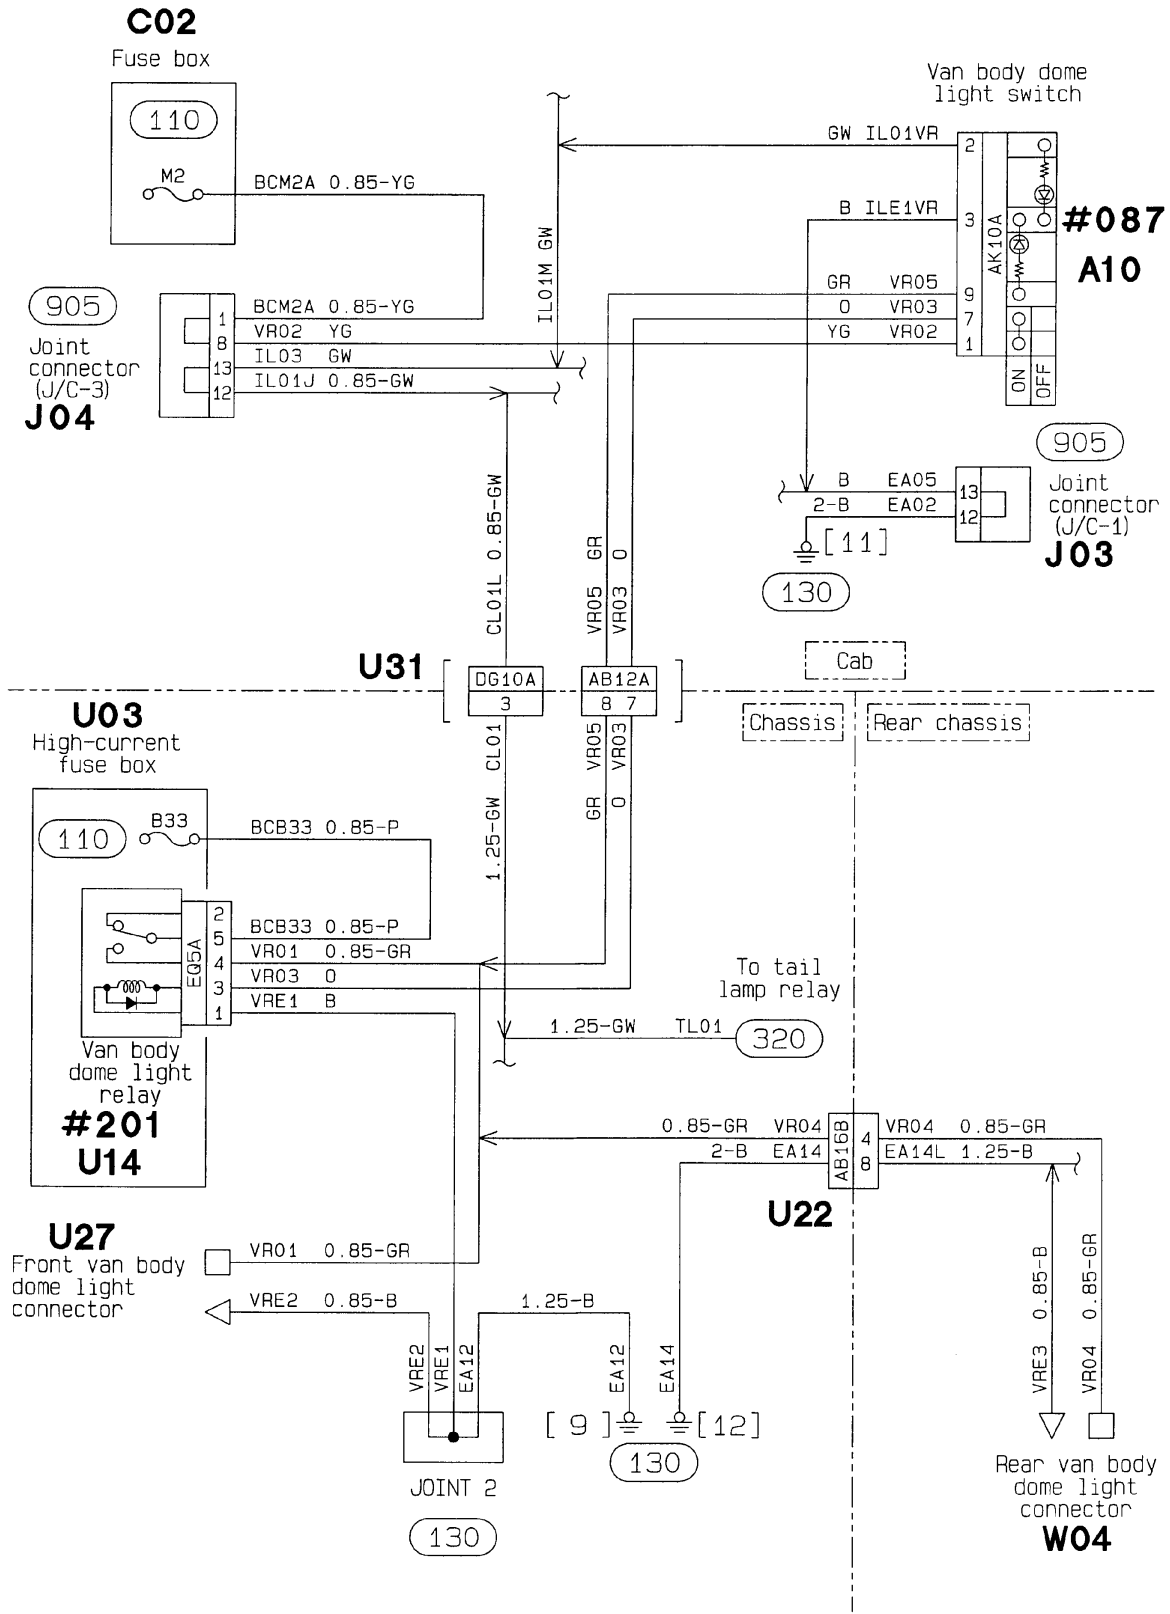 C02
Fuse box
110
M2
BCM2A 0.85-YG
Van body dome
light switch
GW IL01VR
2
B ILE1VR
3
AK10A
#087
A10
GR VR05
9
O VR03
7
YG VR02
1
ON
OFF
IL01M GW
905
Joint
connector
(J/C-3)
J04
1
BCM2A 0.85-YG
8
VR02 YG
13
IL03 GW
12
IL01J 0.85-GW
905
Joint
connector
(J/C-1)
J03
B EA05
13
2-B EA02
12
[11]
130
CL01L 0.85-GW
VR05 GR
VR03 O
U31
DG10A
3
AB12A
8 7
Cab
Chassis
Rear chassis
1.25-GW CL01
GR VR05
O VR03
U03
High-current
fuse box
110
B33
BCB33 0.85-P
EQ5A
2
5
BCB33 0.85-P
4
VR01 0.85-GR
3
VR03 O
1
VRE1 B
Van body
dome light
relay
#201
U14
To tail
lamp relay
1.25-GW TL01
320
0.85-GR VR04
2-B EA14
AB16B
4
8
VR04 0.85-GR
EA14L 1.25-B
U22
U27
Front van body
dome light
connector
VR01 0.85-GR
VRE2 0.85-B
1.25-B
VRE2
VRE1
EA12
EA12
EA14
[ 9 ]
[12]
130
JOINT 2
130
VRE3 0.85-B
VR04 0.85-GR
Rear van body
dome light
connector
W04